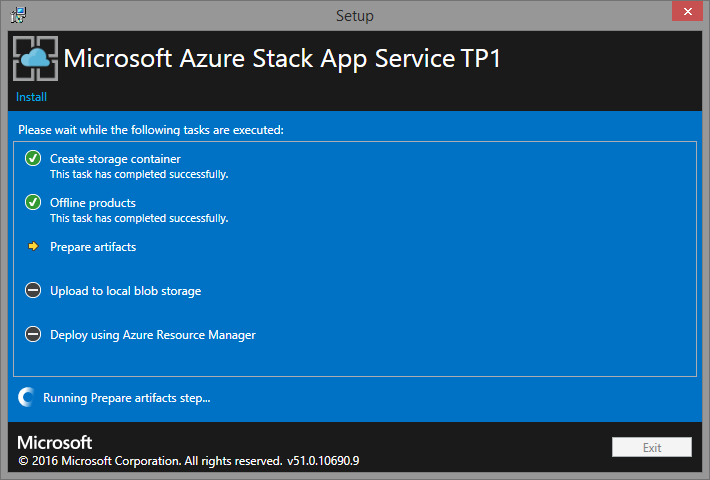 Setup
Microsoft Azure Stack App Service TP1
Install
Please wait while the following tasks are executed:
Create storage container
This task has completed successfully.
Offline products
This task has completed successfully.
Prepare artifacts
Upload to local blob storage
Deploy using Azure Resource Manager
Running Prepare artifacts step...
Microsoft
© 2016 Microsoft Corporation. All rights reserved. v51.0.10690.9
Exit